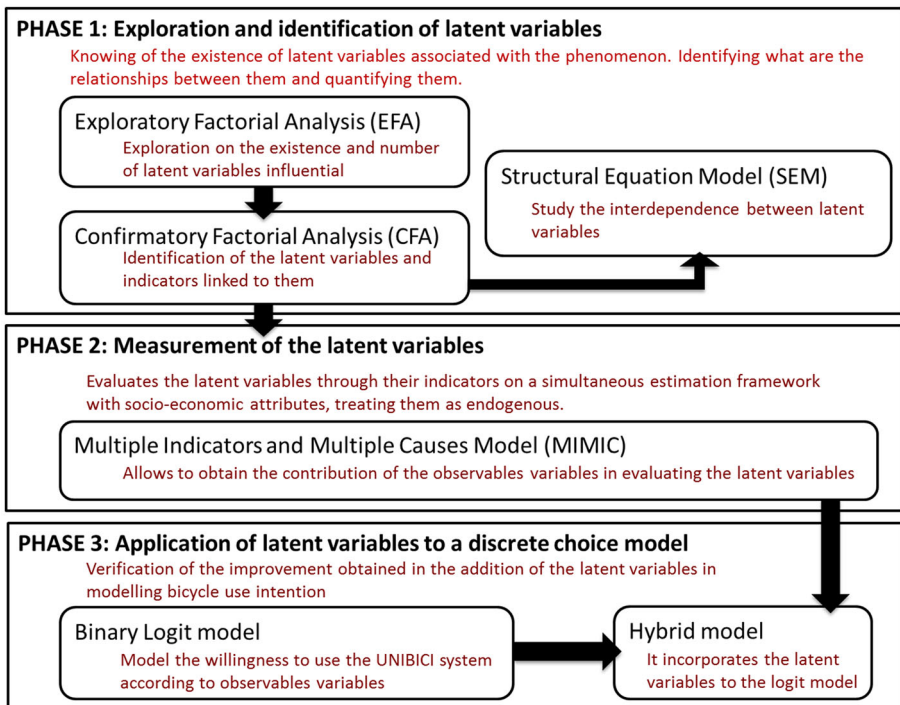 PHASE 1: Exploration and identification of latent variables
Knowing of the existence of latent variables associated with the phenomenon. Identifying what are the
relationships between them and quantifying them.
Exploratory Factorial Analysis (EFA)
Exploration on the existence and number
of latent variables influential
Structural Equation Model (SEM)
Study the interdependence between latent
variables
Confirmatory Factorial Analysis (CFA)
Identification of the latent variables and
indicators linked to them
PHASE 2: Measurement of the latent variables
Evaluates the latent variables through their indicators on a simultaneous estimation framework
with socio-economic attributes, treating them as endogenous.
Multiple Indicators and Multiple Causes Model (MIMIC)
Allows to obtain the contribution of the observables variables in evaluating the latent variables
PHASE 3: Application of latent variables to a discrete choice model
Verification of the improvement obtained in the addition of the latent variables in
modelling bicycle use intention
Binary Logit model
Model the willingness to use the UNIBICI system
according to observables variables
Hybrid model
It incorporates the latent
variables to the logit model